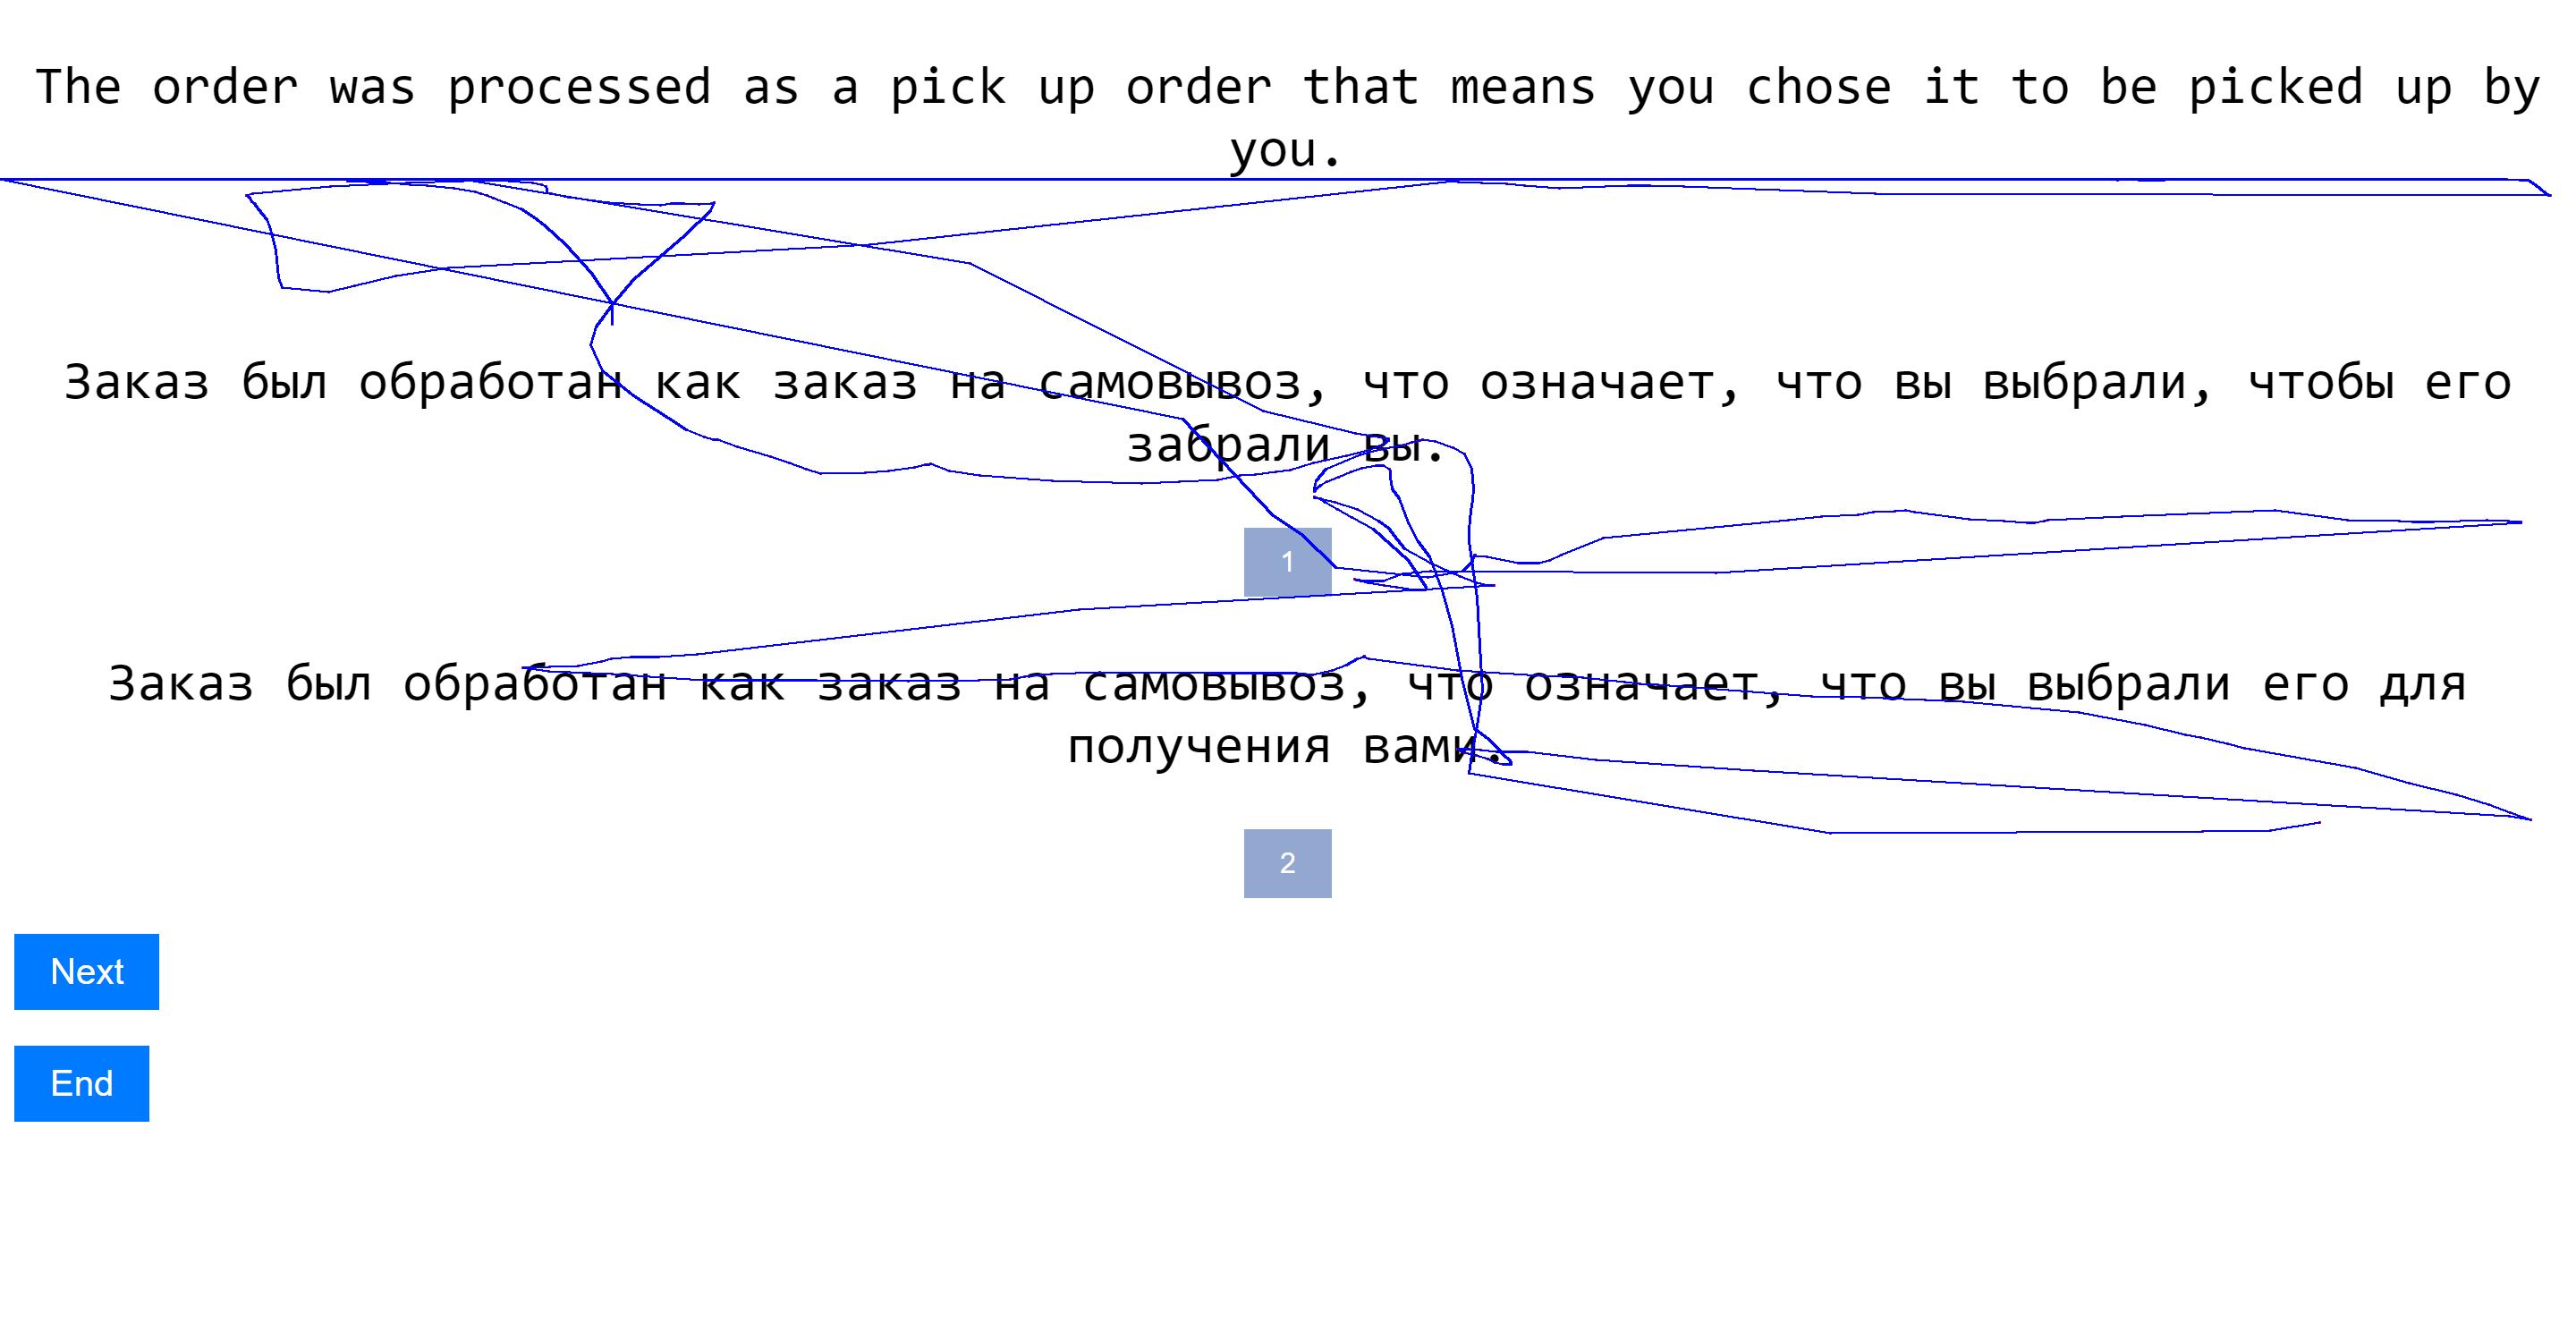 The order was processed as a pick up order that means you chose it to be picked up by
you.
Заказ был обработан как заказ на самовывоз, что означает, что вы выбрали, чтобы его
забрали вы.
1
Заказ был обработан как заказ на самовывоз, что означает, что вы выбрали его для
получения вами.
2
Next
End